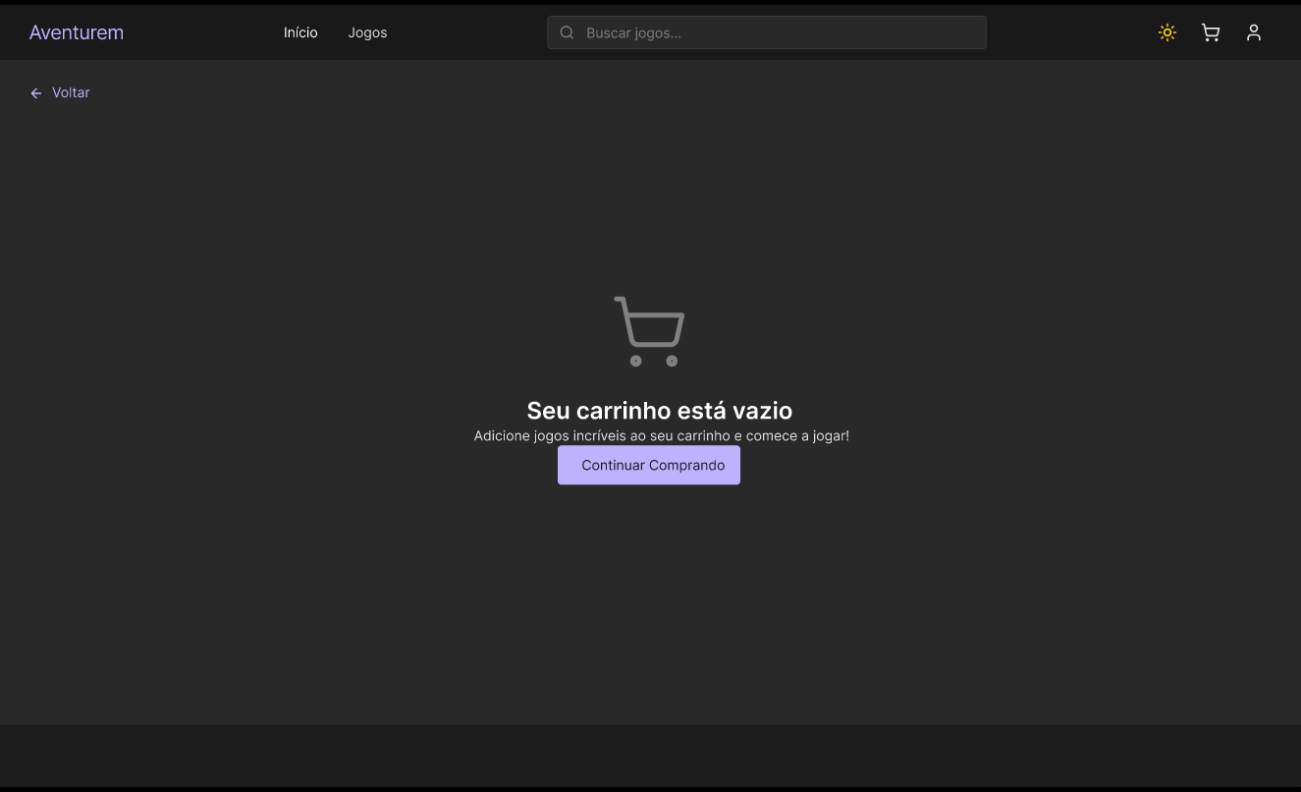 Aventurem
Início
Jogos
Buscar jogos...
Voltar
Seu carrinho está vazio
Adicione jogos incríveis ao seu carrinho e comece a jogar!
Continuar Comprando